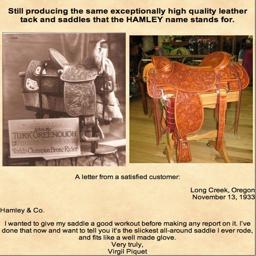 Still producing the same exceptionally high quality leather
tack and saddles that the HAMLEY name stands for.
TURK GREENOUGH
World's Champion Bronc Rider
A letter from a satisfied customer:
Long Creek, Oregon
November 13, 1933
Hamley & Co.
I wanted to give my saddle a good workout before making any report on it. I've
done that now and want to tell you it's the slickest all-around saddle I ever rode,
and fits like a well made glove.
Very truly,
Virgil Piquet